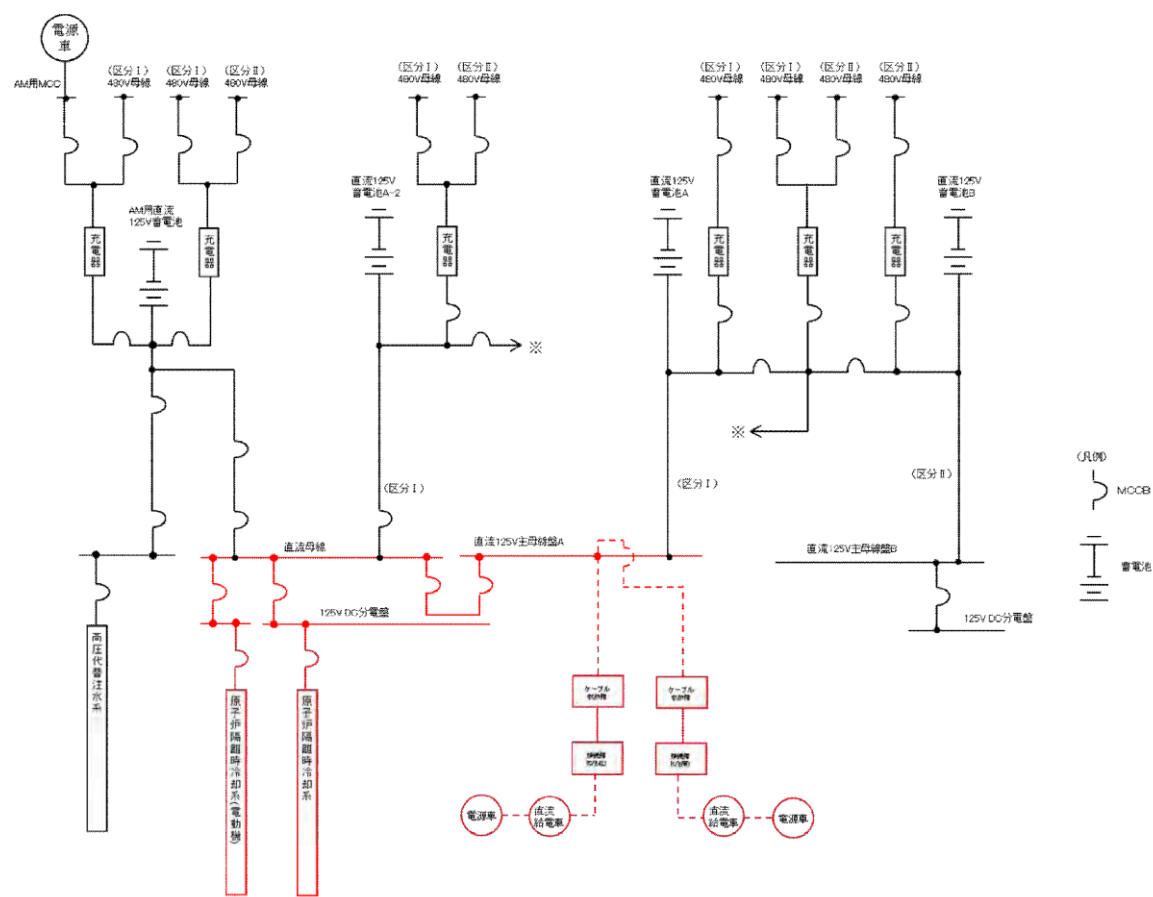 電源
車
AM用MCC
(区分Ⅰ)
480V母線
(区分Ⅰ)
480V母線
(区分Ⅱ)
480V母線
(区分Ⅰ)
480V母線
(区分Ⅱ)
480V母線
(区分Ⅰ)
480V母線
(区分Ⅰ)
480V母線
(区分Ⅱ)
480V母線
(区分Ⅱ)
480V母線
AM用直流
125V蓄電池
直流125V
蓄電池A-2
直流125V
蓄電池A
直流125V
蓄電池B
充電器
充電器
充電器
充電器
充電器
充電器
※
※
(区分Ⅰ)
(区分Ⅰ)
(区分Ⅱ)
(凡例)
MCCB
蓄電池
直流母線
直流125V主母線盤A
直流125V主母線盤B
125V DC分電盤
125V DC分電盤
高圧代替注水系
原子炉隔離時冷却系(電動機)
原子炉隔離時冷却系
ケーブル
ケーブル
接続箱
接続箱
電源車
直流
給電車
直流
給電車
電源車